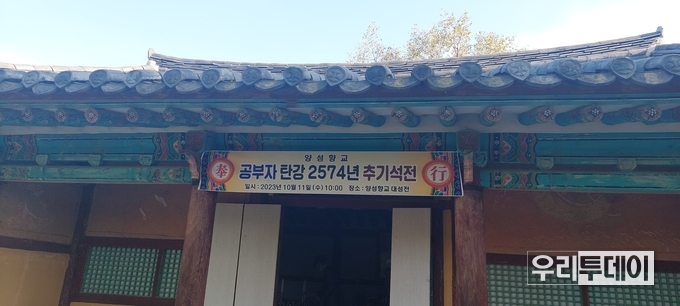 양성향교
奉 공부자 탄강 2574년 추기석전 行
일시 : 2023년 10월 11일 (수) 10:00 장소 : 양성향교 대성전
우리투데이